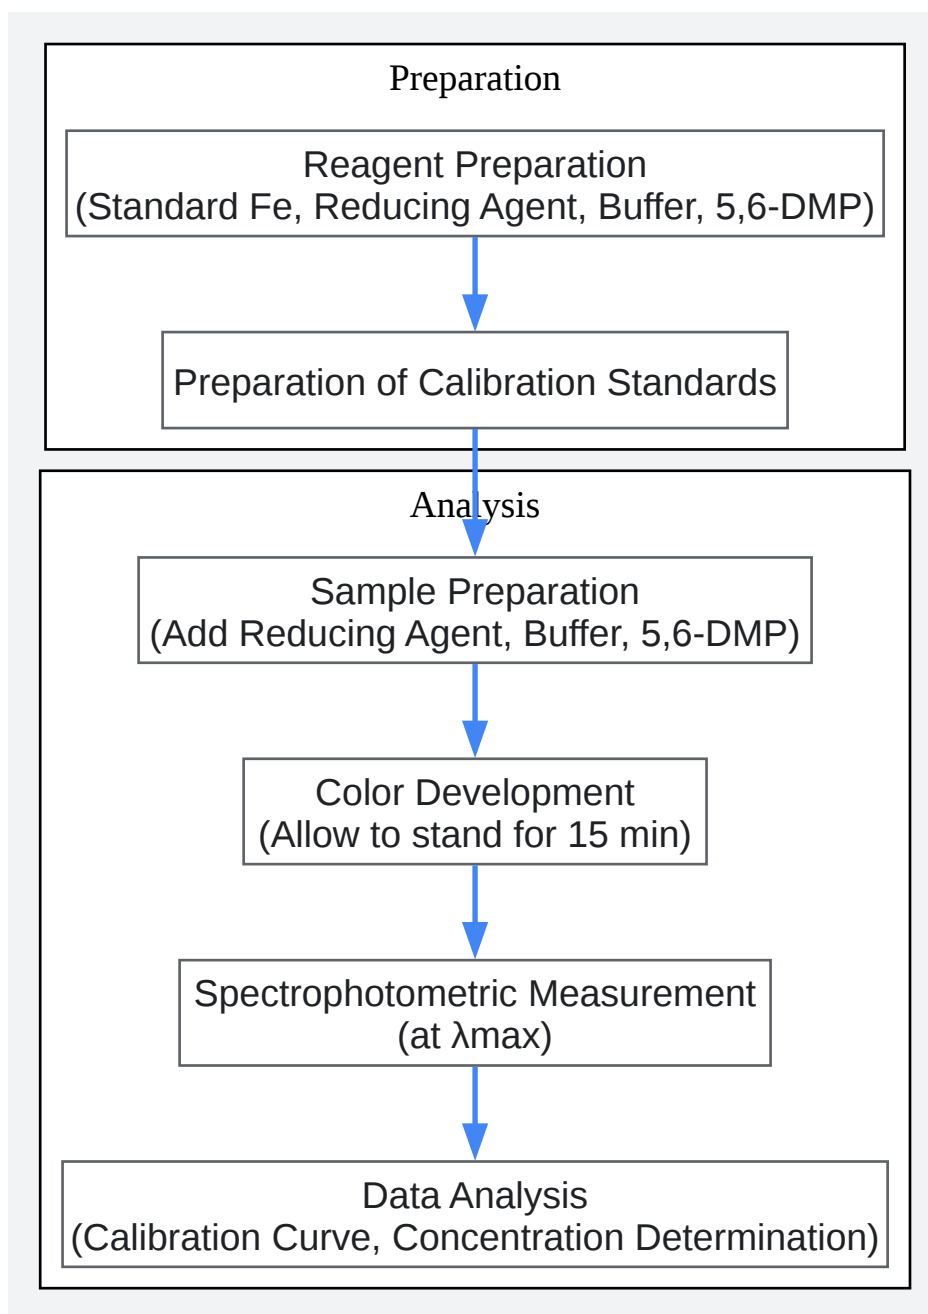 Preparation
Reagent Preparation
(Standard Fe, Reducing Agent, Buffer, 5,6-DMP)
Preparation of Calibration Standards
Analysis
Sample Preparation
(Add Reducing Agent, Buffer, 5,6-DMP)
Color Development
(Allow to stand for 15 min)
Spectrophotometric Measurement
(at λmax)
Data Analysis
(Calibration Curve, Concentration Determination)